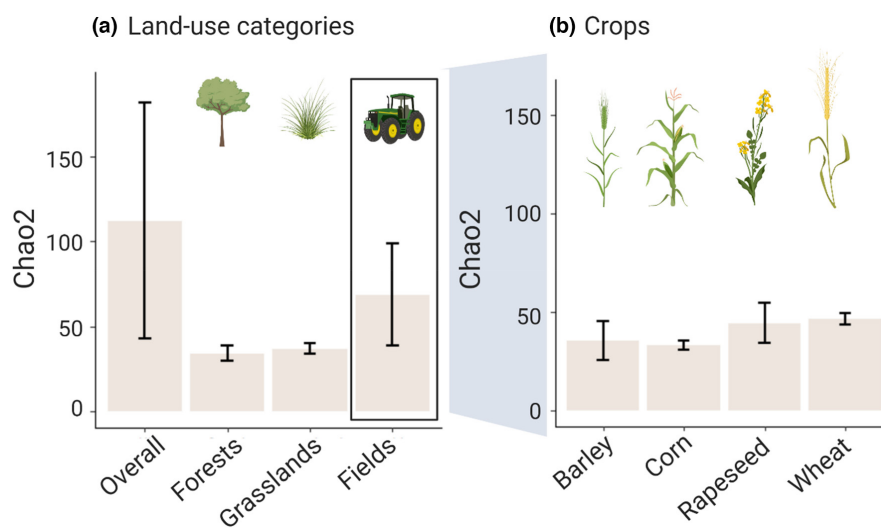 (a) Land-use categories
Chao2
150
100
50
0
Overall
Forests
Grasslands
Fields
(b) Crops
Chao2
150
100
50
0
Barley
Corn
Rapeseed
Wheat